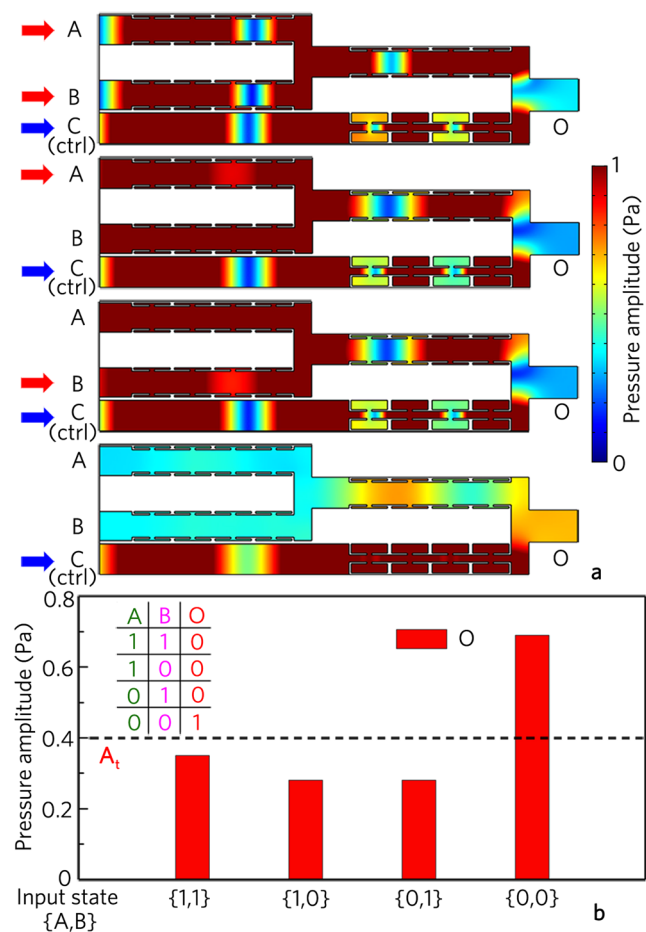 A
B
C
(ctrl)
O
A
B
C
(ctrl)
O
A
B
C
(ctrl)
O
A
B
C
(ctrl)
O
1
Pressure amplitude (Pa)
0
a
0.8
0.6
0.4
0.2
0
Pressure amplitude (Pa)
A B O
1 1 0
1 0 0
0 1 0
0 0 1
O
At
Input state
{A,B}
{1,1} {1,0} {0,1} {0,0}
b